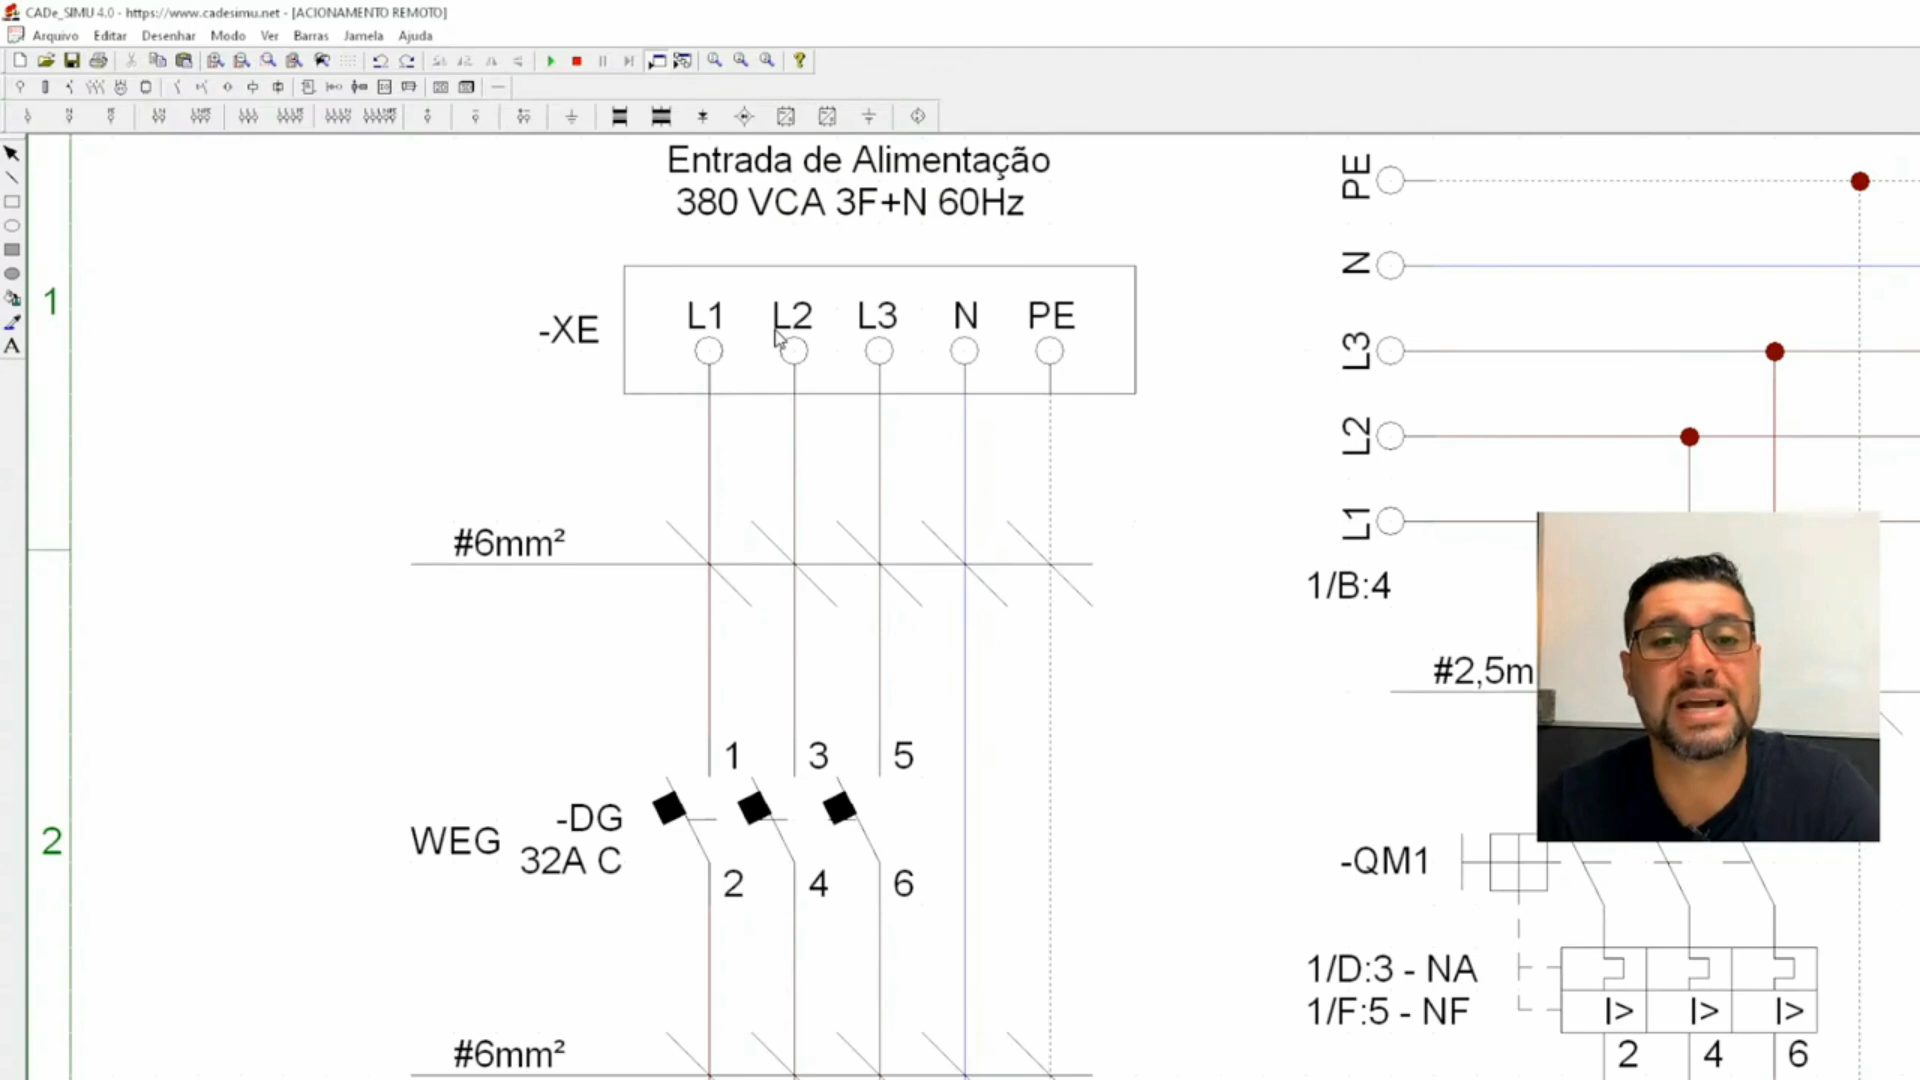 CADe_SIMU 4.0 - https://www.cadesimu.net - [ACIONAMENTO REMOTO]
Arquivo Editar Desenhar Modo Ver Barras Janela Ajuda
Entrada de Alimentação
380 VCA 3F+N 60Hz
-XE
L1 L2 L3 N PE
#6mm²
1 3 5
-DG
WEG
32A C
2 4 6
#6mm²
1
2
A
PE
N
L3
L2
L1
1/B:4
#2,5m
-QM1
1/D:3 - NA
1/F:5 - NF
I> I> I>
2 4 6